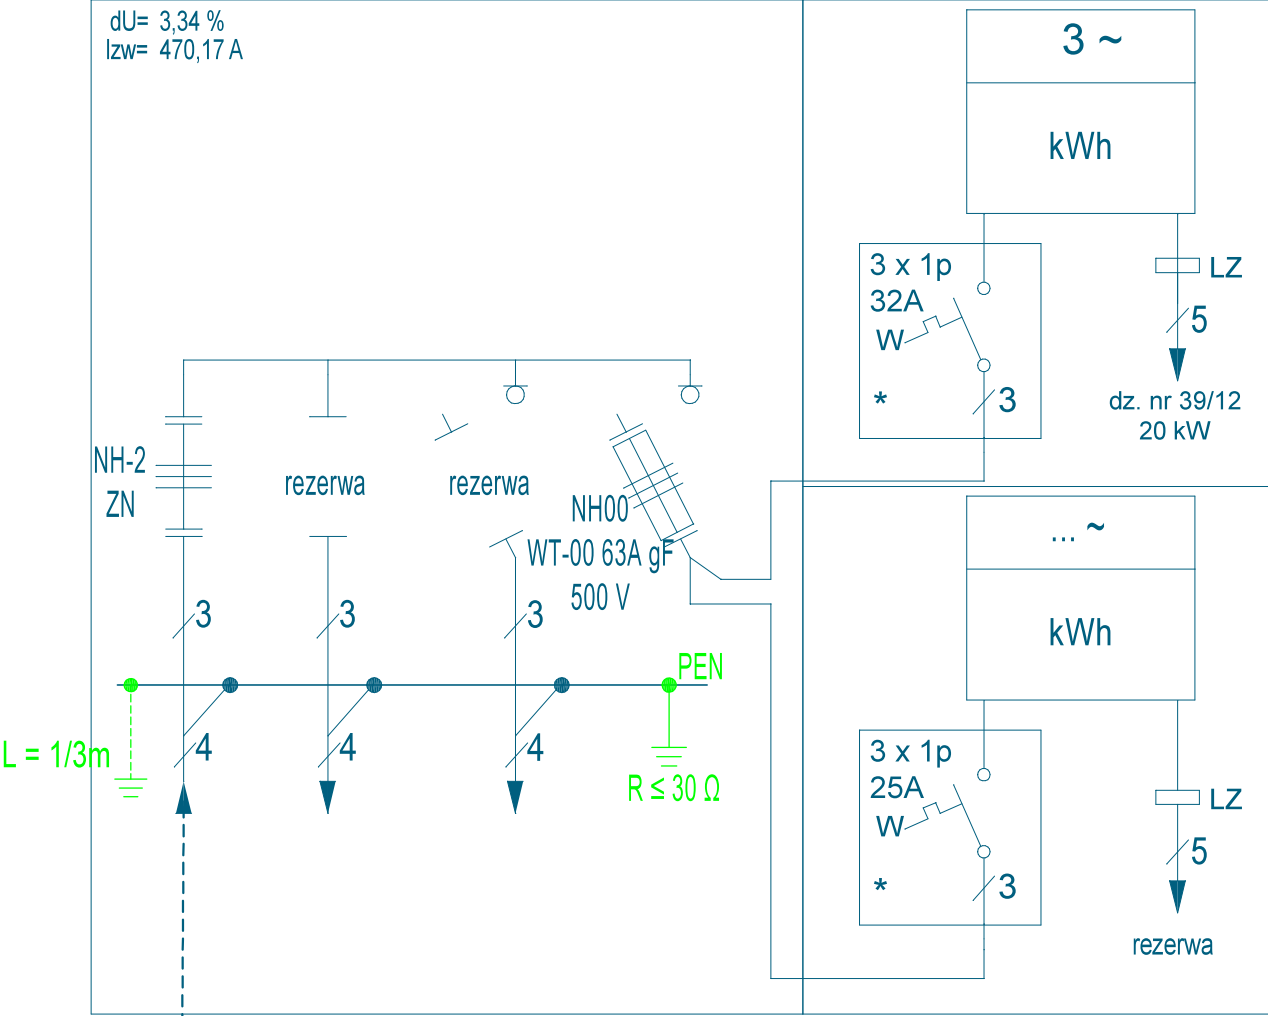 dU= 3,34 %
Izw= 470,17 A
3 ~
kWh
3 x 1p
32A
W
*
3
LZ
5
dz. nr 39/12
20 kW
NH-2
ZN
rezerwa
rezerwa
NH00
WT-00 63A gF
500 V
3
3
3
PEN
4
4
4
L = 1/3m
R ≤ 30 Ω
... ~
kWh
3 x 1p
25A
W
*
3
LZ
5
rezerwa